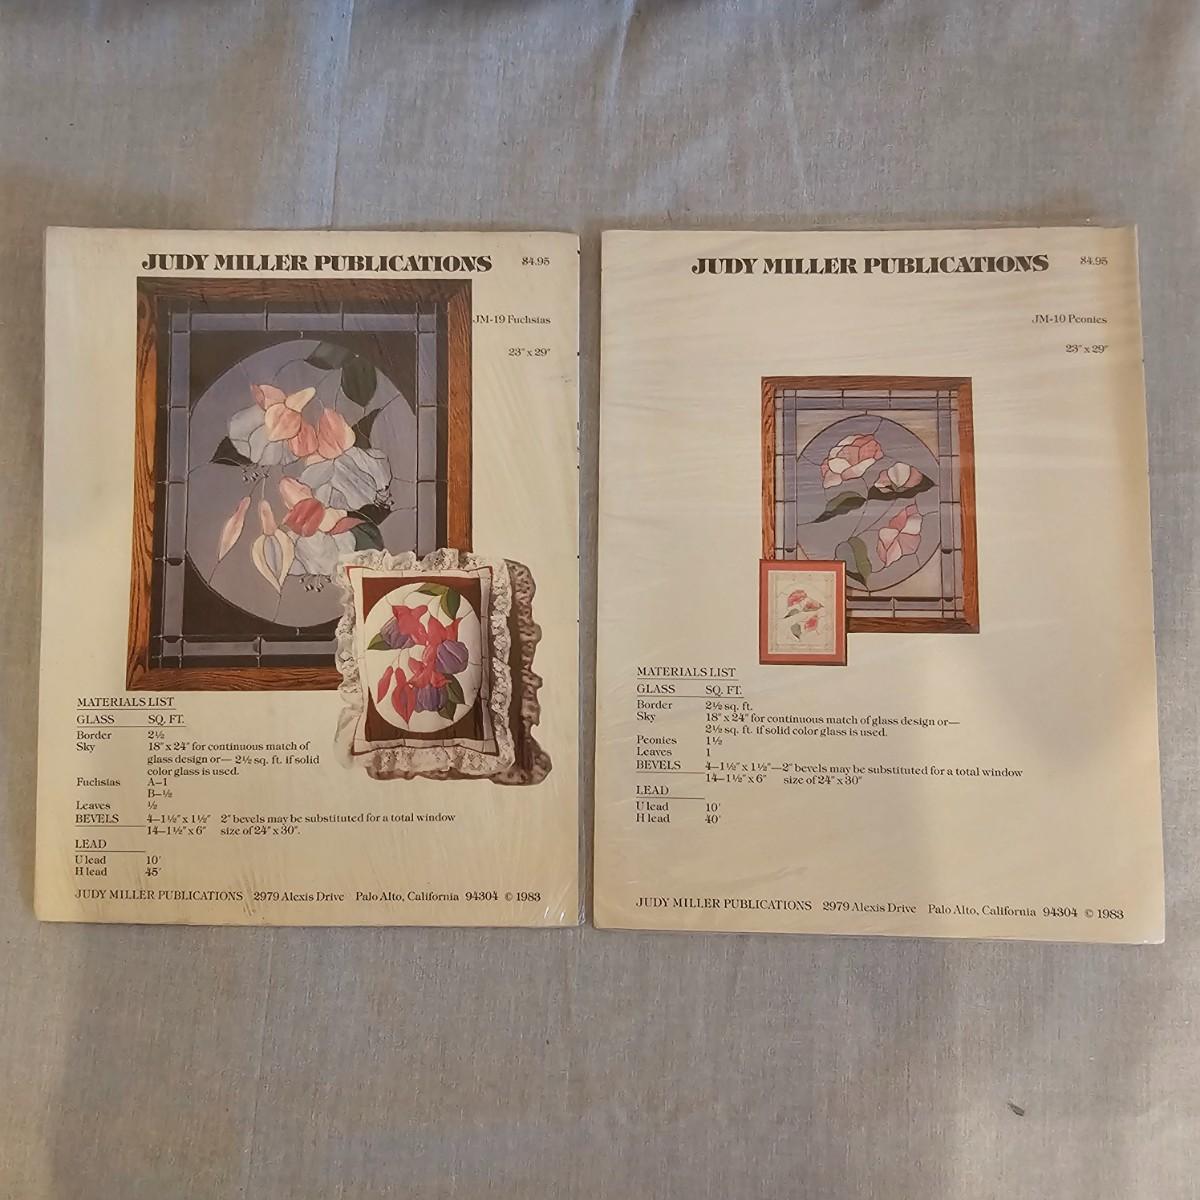 JUDY MILLER PUBLICATIONS $4.95
JM-19 Fuchsias
23" x 29"
MATERIALS LIST
GLASS SQ. FT.
Border 2½
Sky 18" x 24" for continuous match of
glass design or— 2½ sq. ft. if solid
color glass is used.
Fuchsias A–1
B–½
Leaves ½
BEVELS 4–1½" x 1½" 2" bevels may be substituted for a total window
14–1½" x 6" size of 24" x 30".
LEAD
U lead 10'
H lead 45'
JUDY MILLER PUBLICATIONS 2979 Alexis Drive Palo Alto, California 94304 © 1983
JUDY MILLER PUBLICATIONS $4.95
JM-10 Peonies
23" x 29"
MATERIALS LIST
GLASS SQ. FT.
Border 2½ sq. ft.
Sky 18" x 24" for continuous match of glass design or—
2½ sq. ft. if solid color glass is used.
Peonies 1½
Leaves 1
BEVELS 4–1½" x 1½"—2" bevels may be substituted for a total window
14–1½" x 6" size of 24" x 30"
LEAD
U lead 10'
H lead 40'
JUDY MILLER PUBLICATIONS 2979 Alexis Drive Palo Alto, California 94304 © 1983